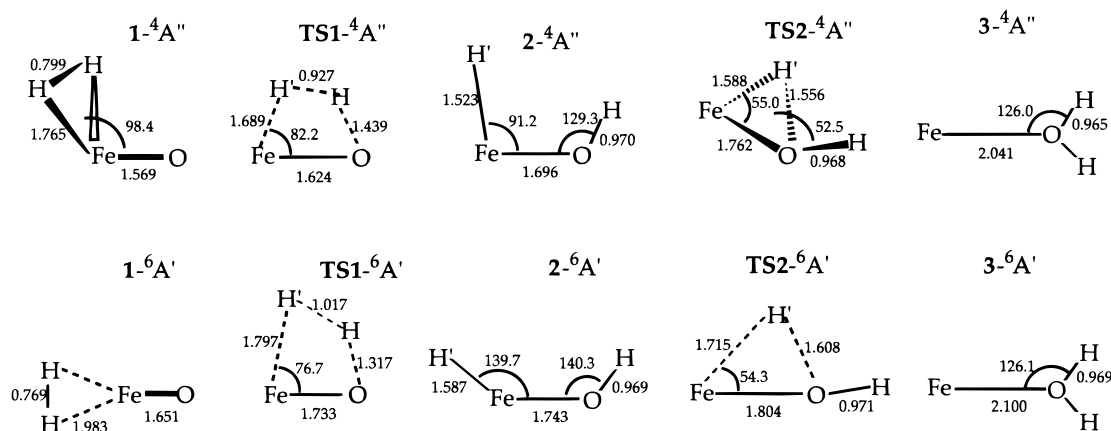 1-⁴A'' TS1-⁴A'' 2-⁴A'' TS2-⁴A'' 3-⁴A''
0.799 H H 1.765 98.4 Fe O 1.569
H' 0.927 H 1.689 82.2 1.439 Fe O 1.624
H' 1.523 91.2 129.3 H 0.970 Fe O 1.696
H' 1.588 1.556 Fe 55.0 52.5 1.762 O H 0.968
Fe 126.0 H 0.965 O 2.041 H
1-⁶A' TS1-⁶A' 2-⁶A' TS2-⁶A' 3-⁶A'
H 0.769 Fe O H 1.983 1.651
H' 1.017 H 1.797 76.7 1.317 Fe O 1.733
H' 139.7 140.3 H 1.587 0.969 Fe O 1.743
H' 1.715 1.608 54.3 Fe O H 1.804 0.971
Fe 126.1 H 0.969 O 2.100 H